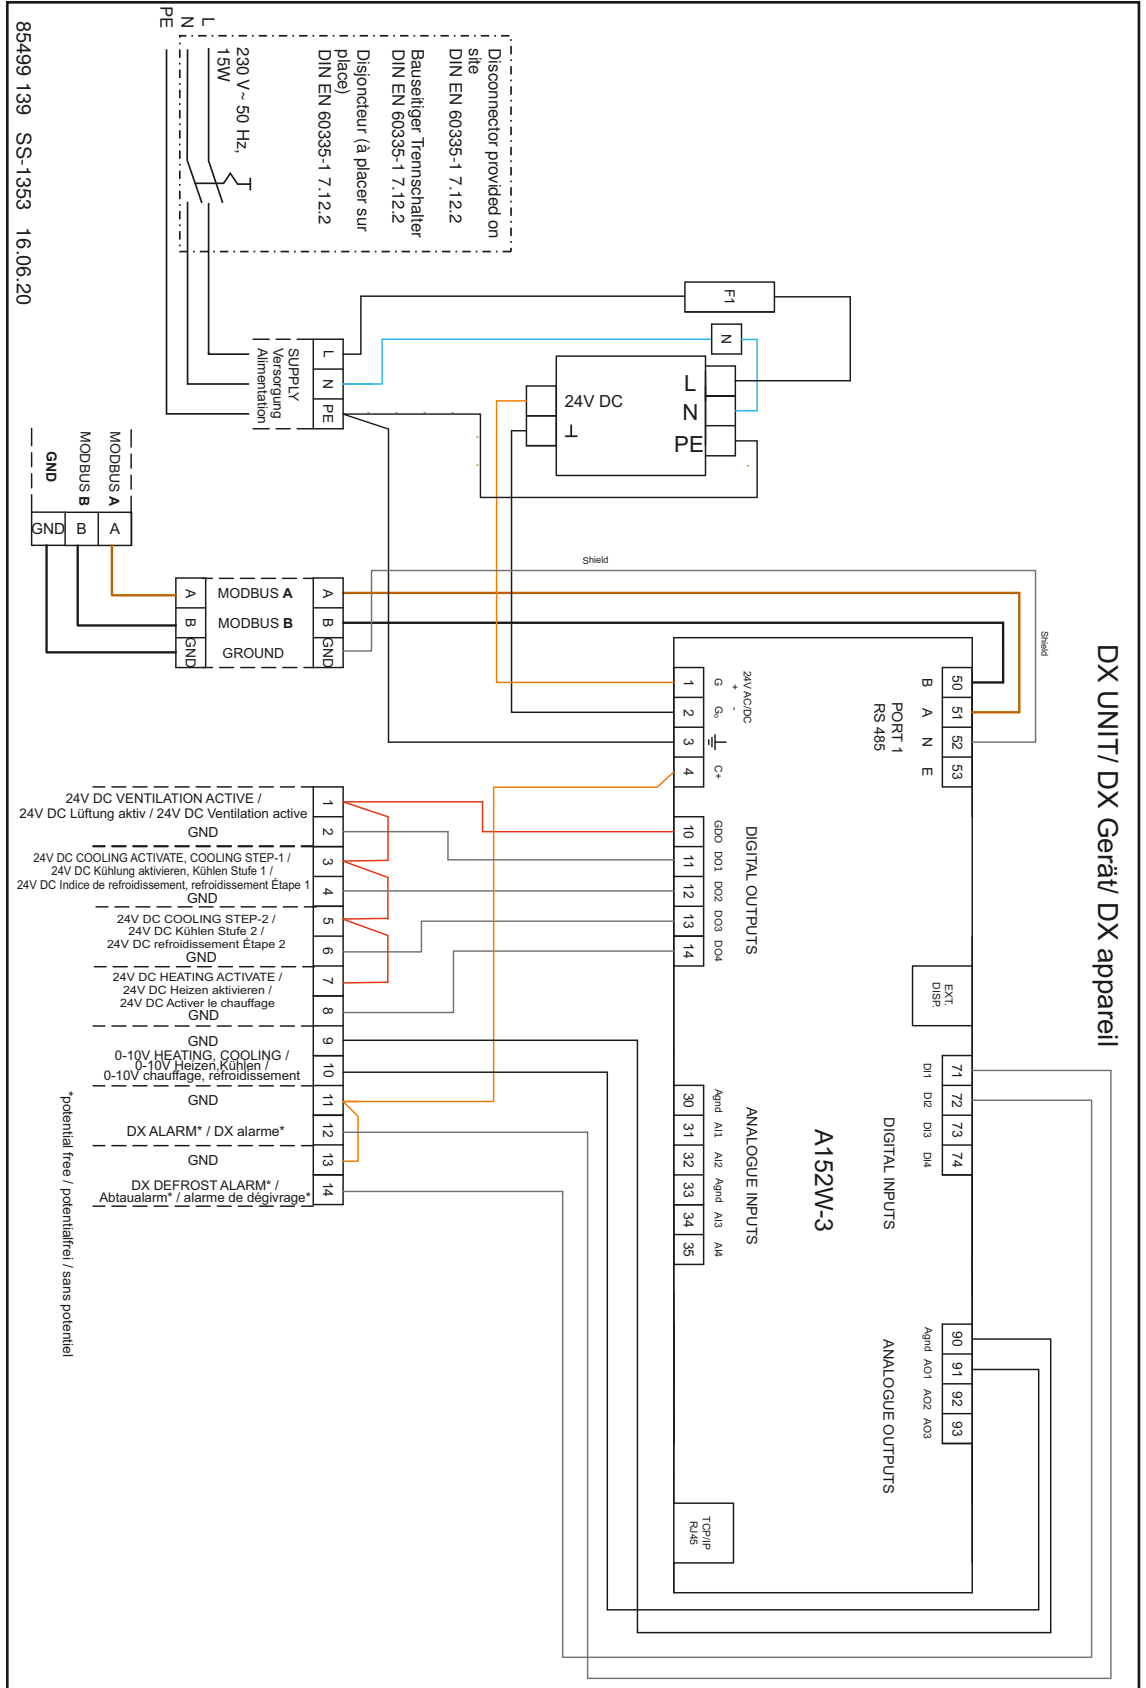 DX UNIT/ DX Gerät/ DX appareil
L
N
PE
230 V~ 50 Hz,
15W
Disconnector provided on
site
DIN EN 60335-1 7.12.2
Bauseitiger Trennschalter
DIN EN 60335-1 7.12.2
Disjoncteur (à placer sur
place)
DIN EN 60335-1 7.12.2
85499 139 SS-1353 16.06.20
F1
N
L
N
PE
24V DC
⊥
SUPPLY
Versorgung
Alimentation
L
N
PE
MODBUS A
MODBUS B
GND
GND
B
A
Shield
Shield
A
MODBUS A
A
B
MODBUS B
B
GND
GROUND
GND
A152W-3
24V AC/DC
+ -
1 G
2 G0
3
4 C+
PORT 1
RS 485
50 B
51 A
52 N
53 E
DIGITAL OUTPUTS
10 GDO
11 DO1
12 DO2
13 DO3
14 DO4
EXT.
DISP.
DIGITAL INPUTS
71 DI1
72 DI2
73 DI3
74 DI4
ANALOGUE INPUTS
30 Agnd
31 AI1
32 AI2
33 Agnd
34 AI3
35 AI4
ANALOGUE OUTPUTS
90 Agnd
91 AO1
92 AO2
93 AO3
TCP/IP
RJ45
24V DC VENTILATION ACTIVE /
24V DC Lüftung aktiv / 24V DC Ventilation active
1
GND
2
24V DC COOLING ACTIVATE, COOLING STEP-1 /
24V DC Kühlung aktivieren, Kühlen Stufe 1 /
24V DC Indice de refroidissement, refroidissement Étape 1
3
GND
4
24V DC COOLING STEP-2 /
24V DC Kühlen Stufe 2 /
24V DC refroidissement Étape 2
5
GND
6
24V DC HEATING ACTIVATE /
24V DC Heizen aktivieren /
24V DC Activer le chauffage
7
GND
8
GND
9
0-10V HEATING, COOLING /
0-10V Heizen,Kühlen /
0-10V chauffage, réfroidissement
10
GND
11
DX ALARM* / DX alarme*
12
GND
13
DX DEFROST ALARM* /
Abtaualarm* / alarme de dégivrage*
14
*potential free / potentialfrei / sans potentiel